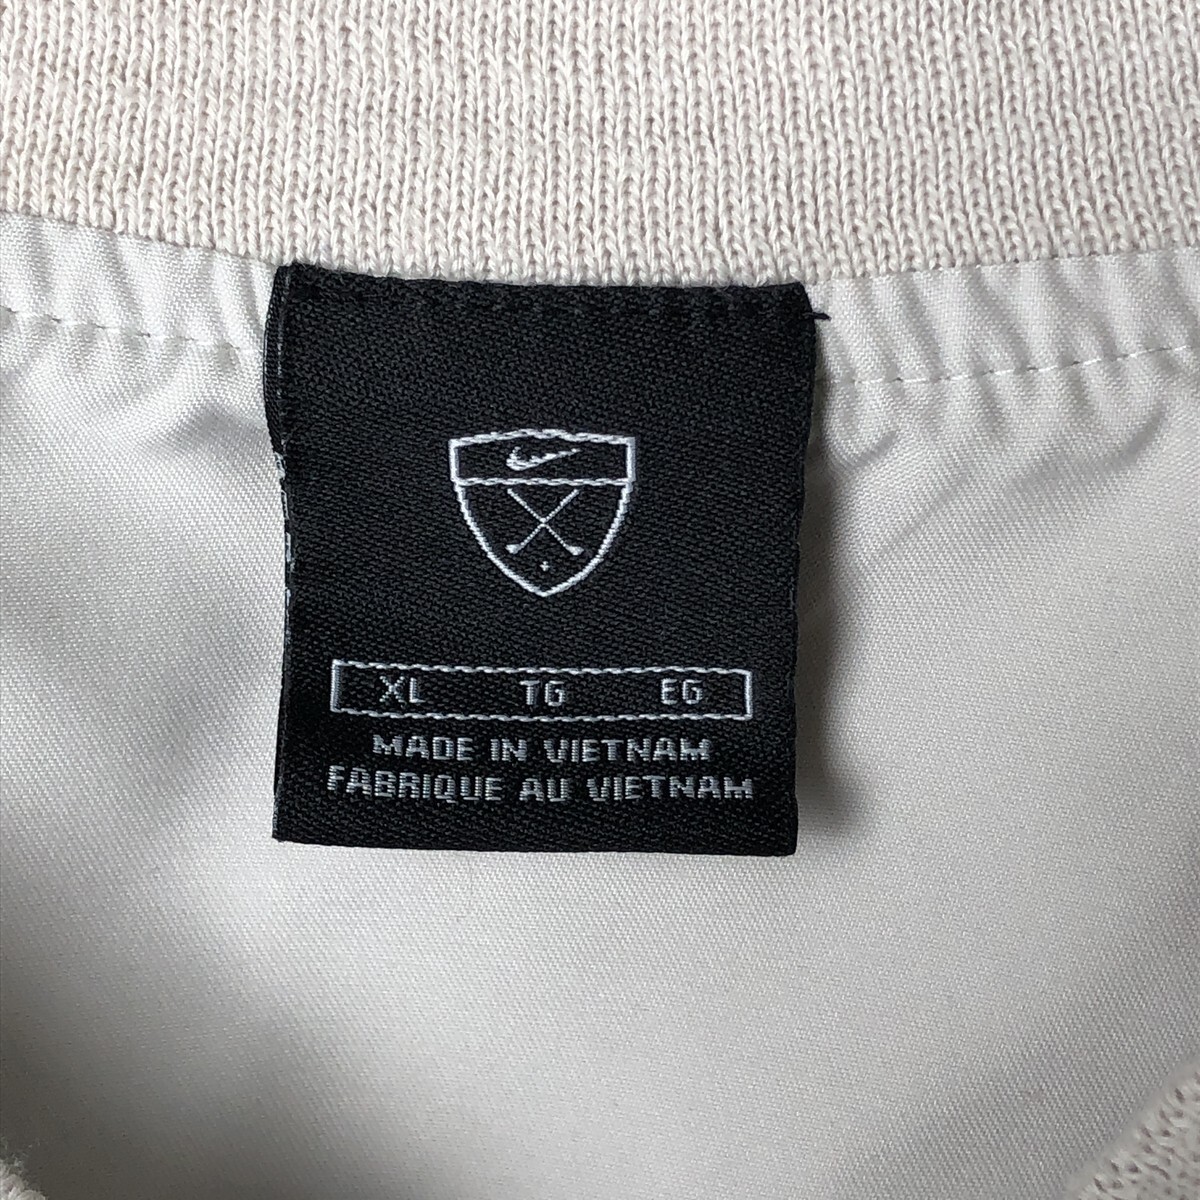 XL TG EG
MADE IN VIETNAM
FABRIQUE AU VIETNAM